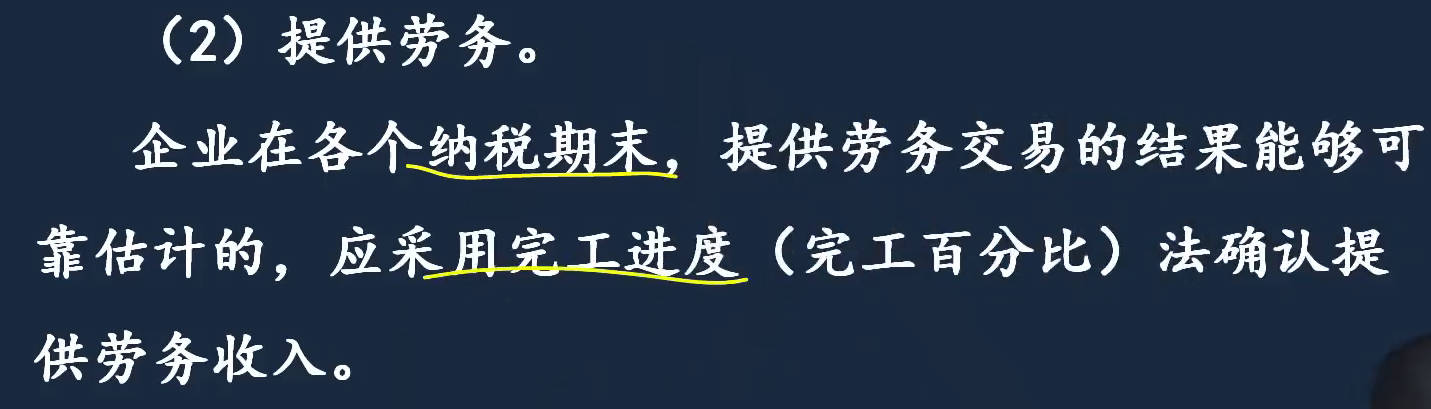 （2）提供劳务。
企业在各个纳税期末，提供劳务交易的结果能够可
靠估计的，应采用完工进度（完工百分比）法确认提
供劳务收入。